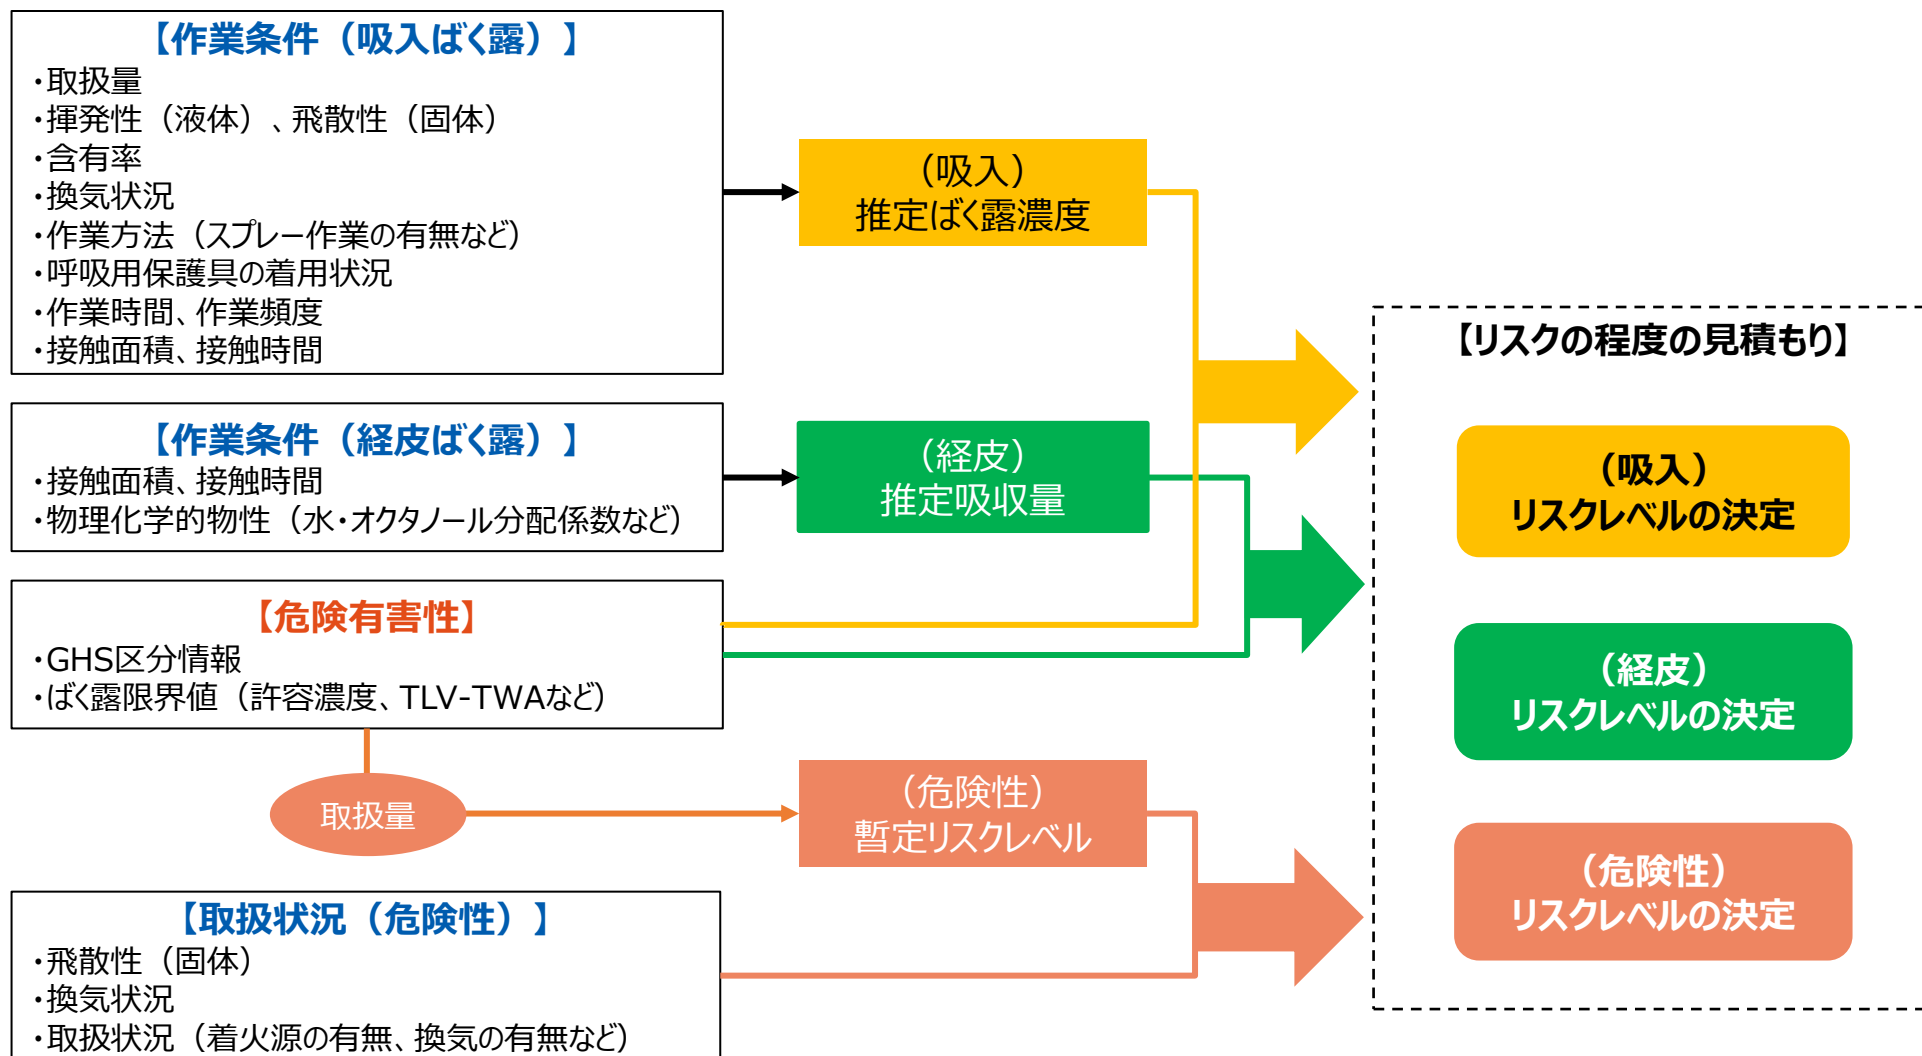 【作業条件（吸入ばく露）】
・取扱量
・揮発性（液体）、飛散性（固体）
・含有率
・換気状況
・作業方法（スプレー作業の有無など）
・呼吸用保護具の着用状況
・作業時間、作業頻度
・接触面積、接触時間
（吸入）
推定ばく露濃度
【作業条件（経皮ばく露）】
・接触面積、接触時間
・物理化学的物性（水・オクタノール分配係数など）
（経皮）
推定吸収量
【危険有害性】
・GHS区分情報
・ばく露限界値（許容濃度、TLV-TWAなど）
取扱量
（危険性）
暫定リスクレベル
【取扱状況（危険性）】
・飛散性（固体）
・換気状況
・取扱状況（着火源の有無、換気の有無など）
【リスクの程度の見積もり】
（吸入）
リスクレベルの決定
（経皮）
リスクレベルの決定
（危険性）
リスクレベルの決定